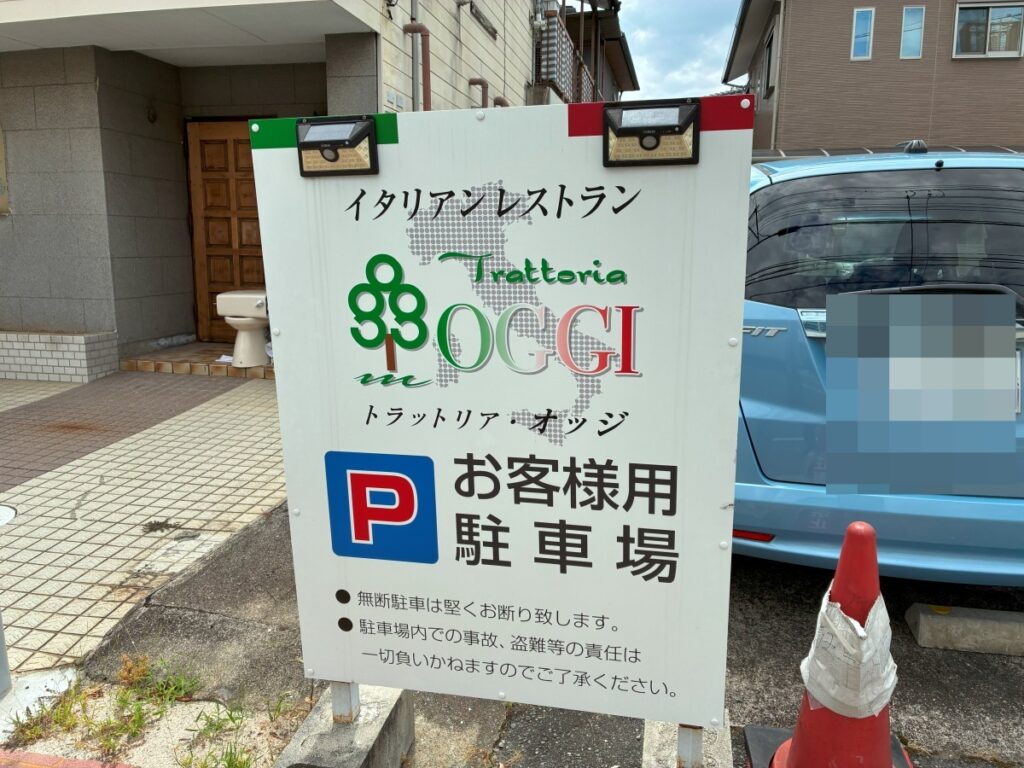 イタリアンレストラン
Trattoria
OGGI
トラットリア・オッジ
P
お客様用
駐車場
● 無断駐車は堅くお断り致します。
● 駐車場内での事故、盗難等の責任は
一切負いかねますのでご了承ください。
FIT